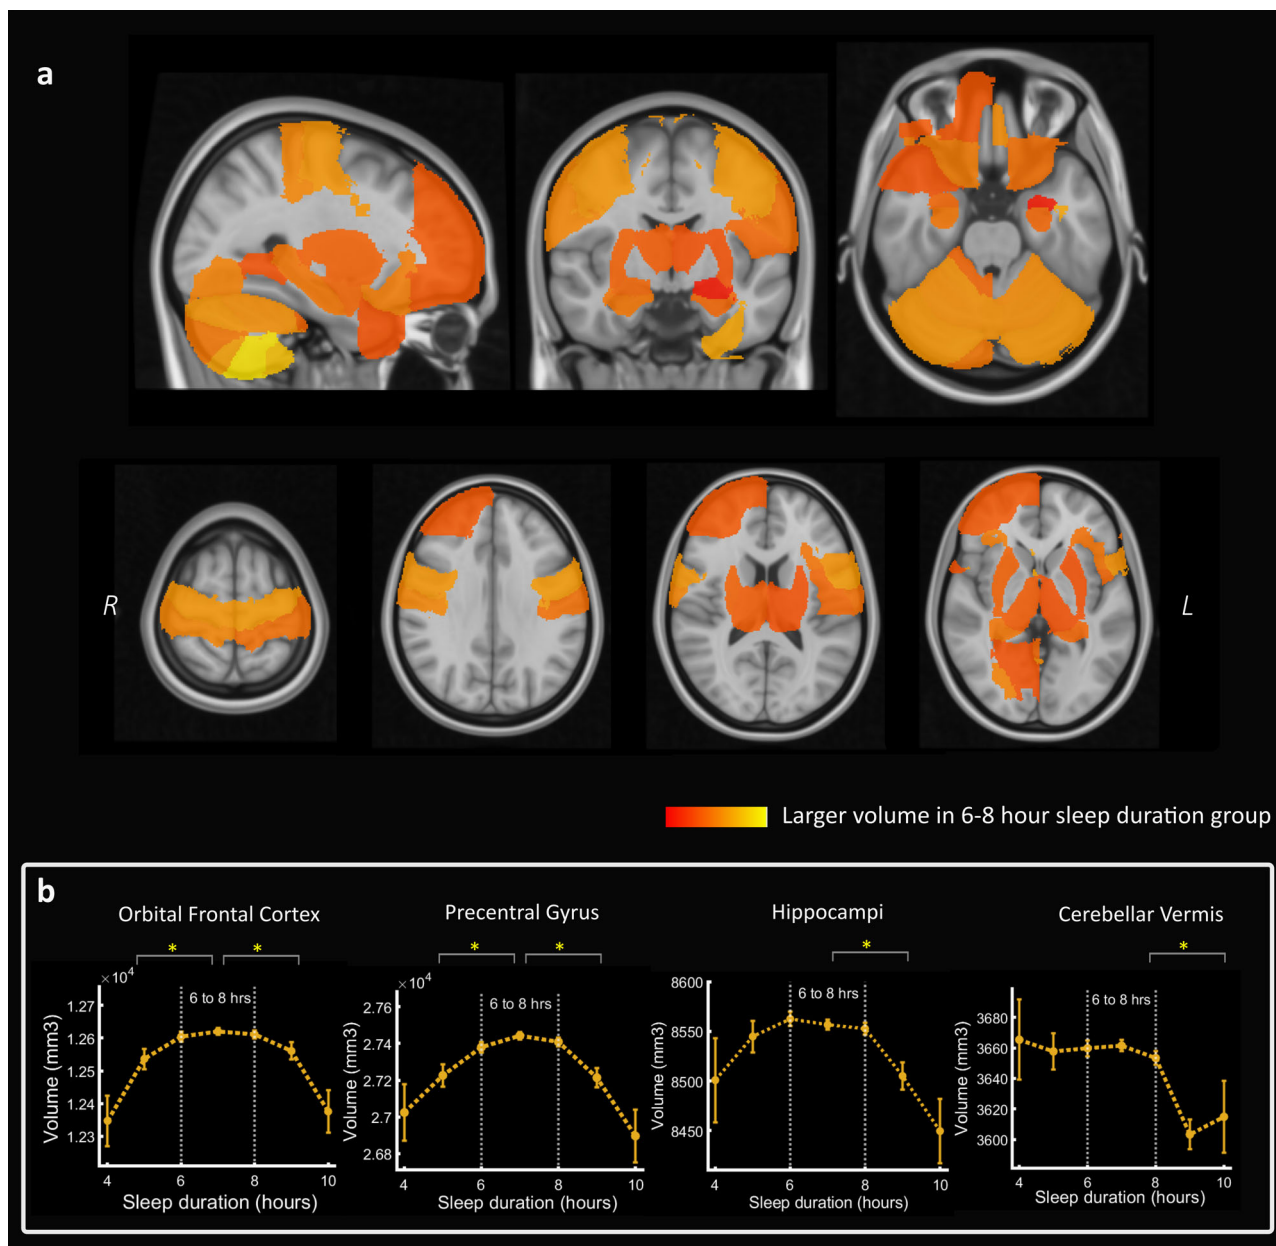 a
R
L
Larger volume in 6-8 hour sleep duration group
b
Orbital Frontal Cortex
Precentral Gyrus
Hippocampi
Cerebellar Vermis
*
*
*
*
*
*
×10⁴
1.27
1.26
1.25
1.24
1.23
Volume (mm3)
6 to 8 hrs
4
6
8
10
Sleep duration (hours)
×10⁴
2.76
2.74
2.72
2.7
2.68
Volume (mm3)
6 to 8 hrs
4
6
8
10
Sleep duration (hours)
8600
8550
8500
8450
Volume (mm3)
6 to 8 hrs
4
6
8
10
Sleep duration (hours)
3680
3660
3640
3620
3600
Volume (mm3)
6 to 8 hrs
4
6
8
10
Sleep duration (hours)